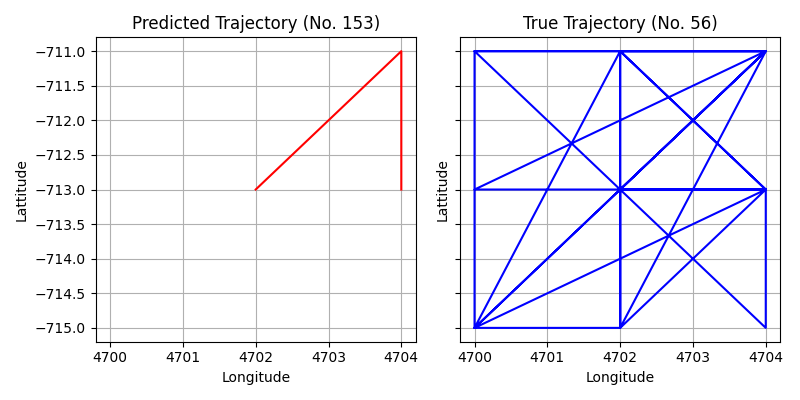 Predicted Trajectory (No. 153)
True Trajectory (No. 56)
−711.0
−711.5
−712.0
−712.5
−713.0
−713.5
−714.0
−714.5
−715.0
Lattitude
Lattitude
4700 4701 4702 4703 4704
4700 4701 4702 4703 4704
Longitude
Longitude